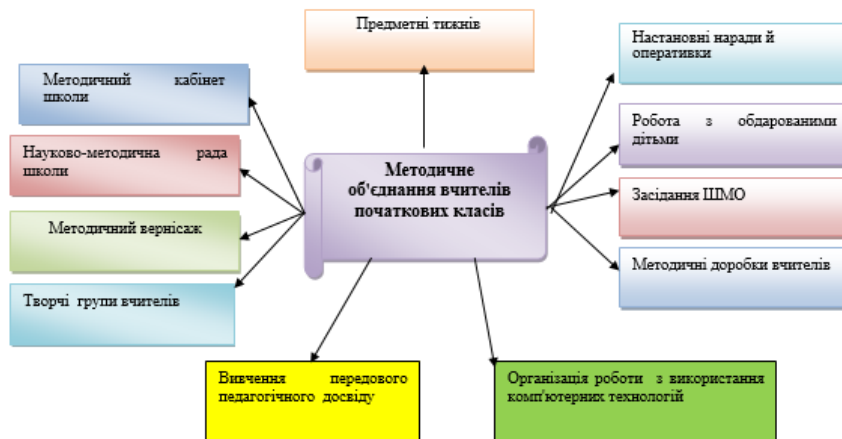 Предметні тижнів
Настановні наради й
оперативки
Методичний кабінет
школи
Робота з обдарованими
дітьми
Науково-методична рада
школи
Методичне
об'єднання вчителів
початкових класів
Засідання ШМО
Методичний вернісаж
Методичні доробки вчителів
Творчі групи вчителів
Вивчення передового
педагогічного досвіду
Організація роботи з використання
комп'ютерних технологій